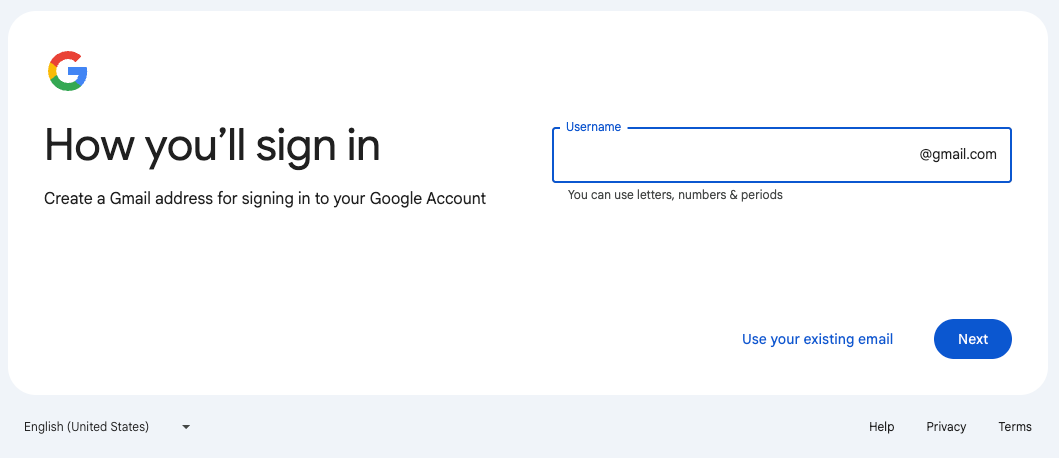 How you’ll sign in
Create a Gmail address for signing in to your Google Account
Username
@gmail.com
You can use letters, numbers & periods
Use your existing email
Next
English (United States)
Help
Privacy
Terms